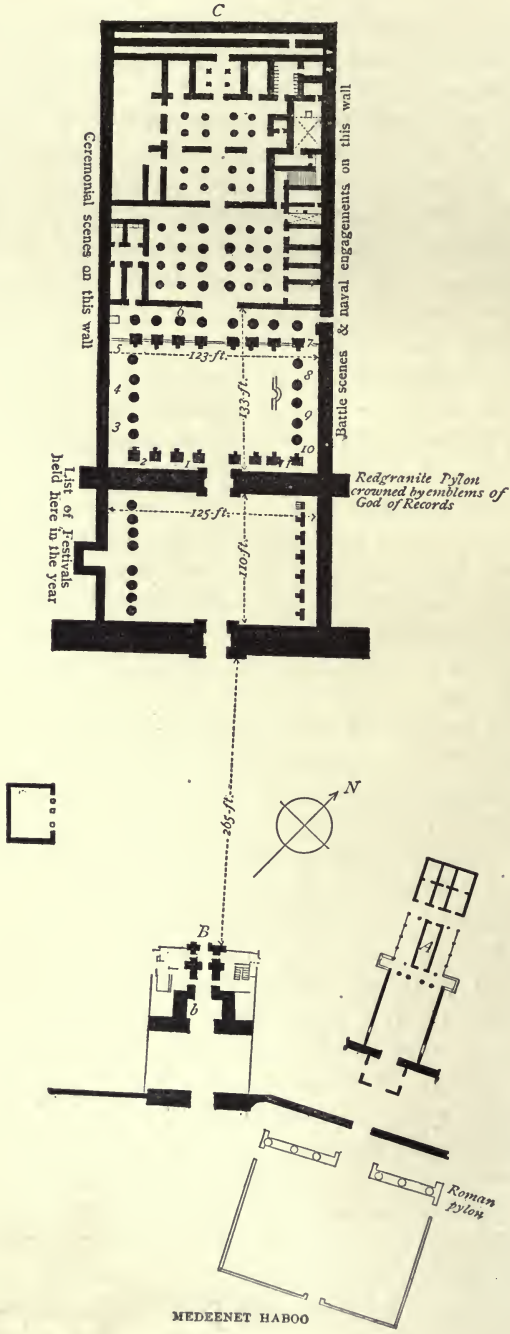 C
Ceremonial scenes on this wall
Battle scenes & naval engagements on this wall
6
5
123-ft.
7
4
133-ft.
8
9
3
10
2
1
11
Redgranite Pylon
crowned by emblems of
God of Records
List of Festivals
held here in the year
125-ft.
110-ft.
265-ft.
N
B
A
b
Roman
pylon
MEDEENET HABOO